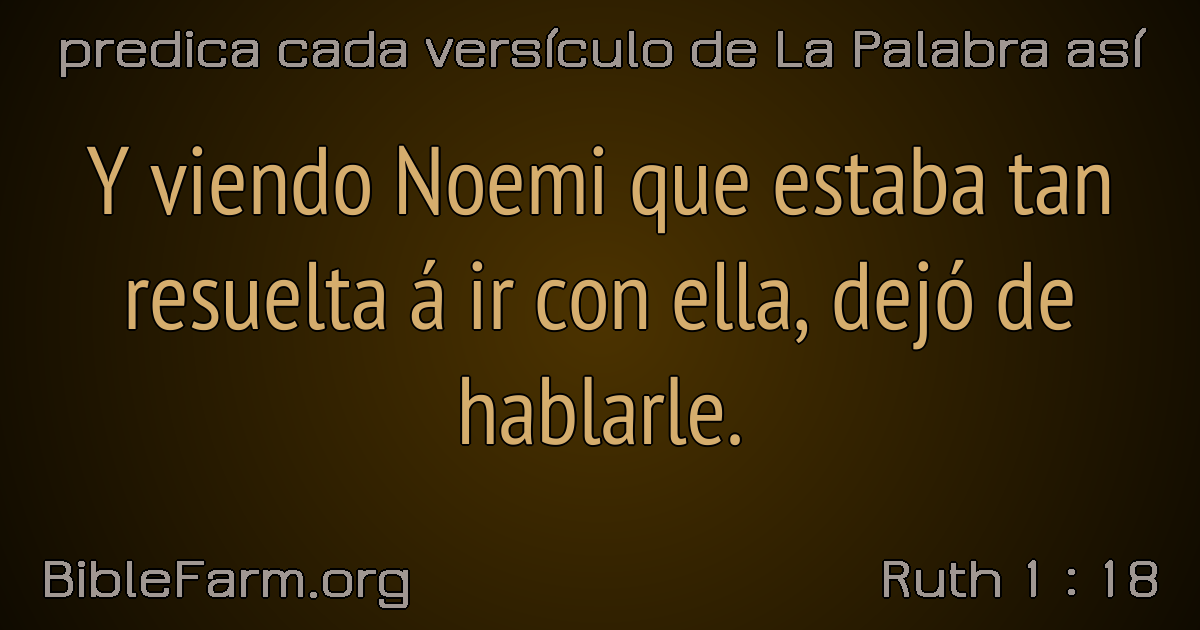 predica cada versículo de La Palabra así
Y viendo Noemi que estaba tan
resuelta á ir con ella, dejó de
hablarle.
BibleFarm.org
Ruth 1 : 18